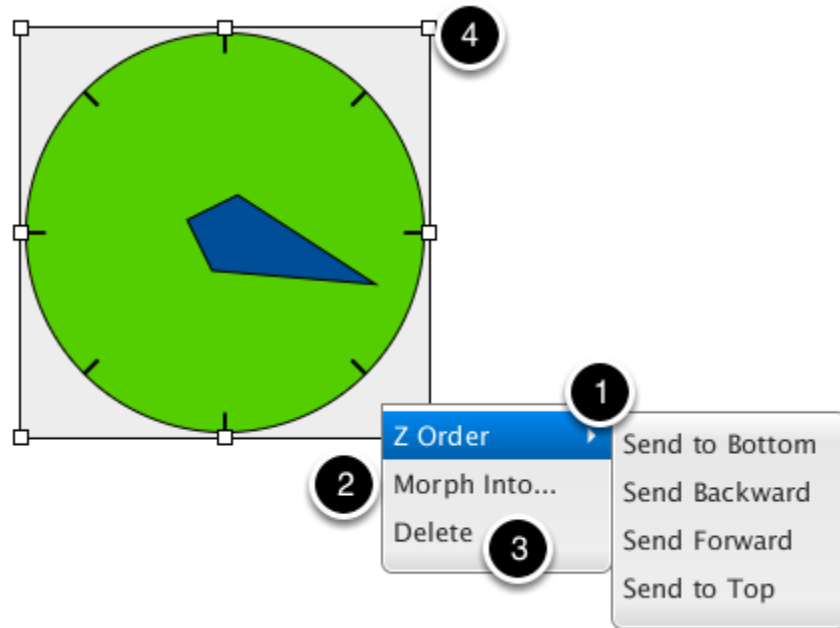 4
1
Z Order
Send to Bottom
2
Morph Into...
Send Backward
Delete
3
Send Forward
Send to Top